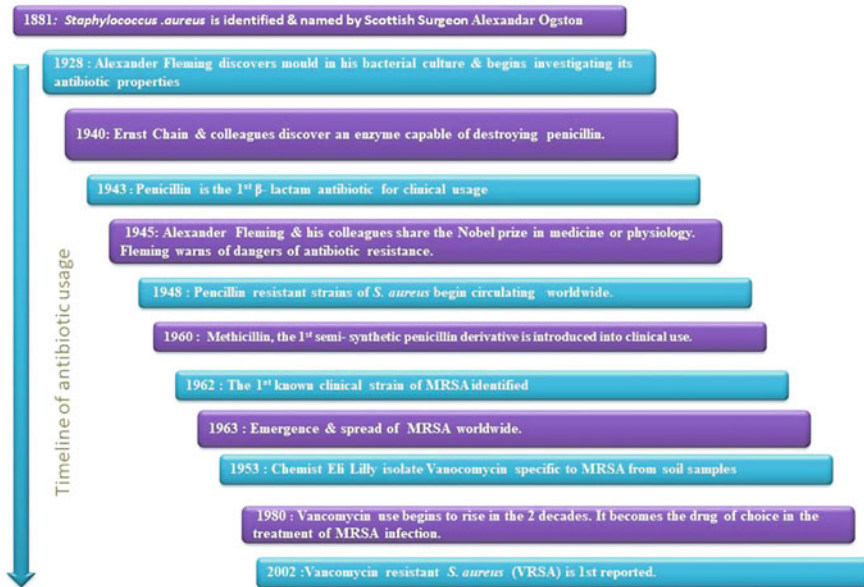 1881: Staphylococcus .aureus is identified & named by Scottish Surgeon Alexandar Ogston
1928 : Alexander Fleming discovers mould in his bacterial culture & begins investigating its
antibiotic properties
1940: Ernst Chain & colleagues discover an enzyme capable of destroying penicillin.
1943 : Penicillin is the 1st β- lactam antibiotic for clinical usage
1945: Alexander Fleming & his colleagues share the Nobel prize in medicine or physiology.
Fleming warns of dangers of antibiotic resistance.
1948 : Pencillin resistant strains of S. aureus begin circulating worldwide.
1960 : Methicillin, the 1st semi- synthetic penicillin derivative is introduced into clinical use.
1962 : The 1st known clinical strain of MRSA identified
1963 : Emergence & spread of MRSA worldwide.
1953 : Chemist Eli Lilly isolate Vanocomycin specific to MRSA from soil samples
1980 : Vancomycin use begins to rise in the 2 decades. It becomes the drug of choice in the
treatment of MRSA infection.
2002 :Vancomycin resistant S. aureus (VRSA) is 1st reported.
Timeline of antibiotic usage